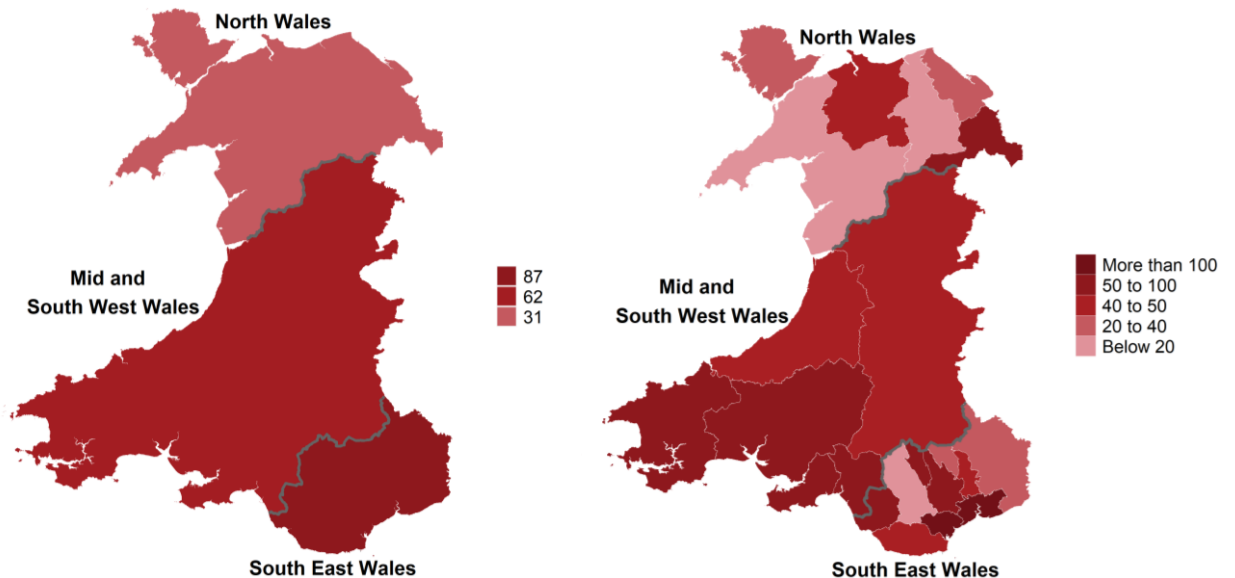 North Wales
Mid and
South West Wales
South East Wales
87
62
31
North Wales
Mid and
South West Wales
South East Wales
More than 100
50 to 100
40 to 50
20 to 40
Below 20